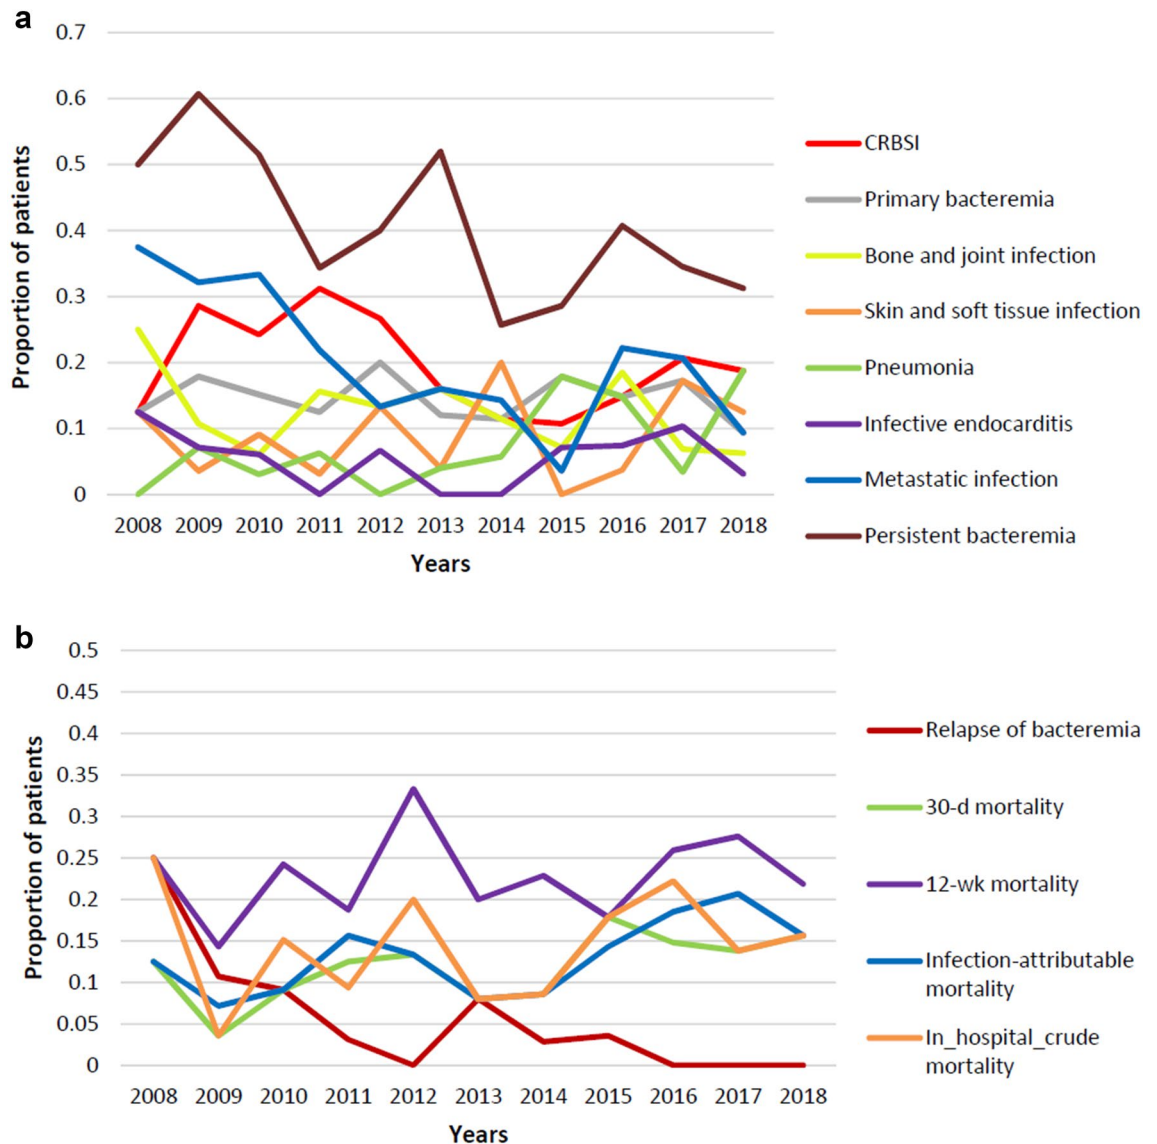 a
0.7
0.6
0.5
0.4
0.3
0.2
0.1
0
Proportion of patients
2008 2009 2010 2011 2012 2013 2014 2015 2016 2017 2018
Years
CRBSI
Primary bacteremia
Bone and joint infection
Skin and soft tissue infection
Pneumonia
Infective endocarditis
Metastatic infection
Persistent bacteremia
b
0.5
0.45
0.4
0.35
0.3
0.25
0.2
0.15
0.1
0.05
0
Proportion of patients
2008 2009 2010 2011 2012 2013 2014 2015 2016 2017 2018
Years
Relapse of bacteremia
30-d mortality
12-wk mortality
Infection-attributable
mortality
In_hospital_crude
mortality